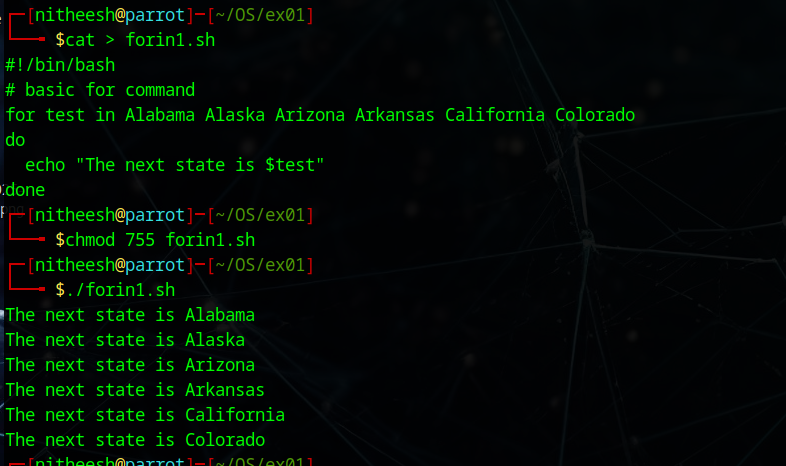 ┌─[nitheesh@parrot]─[~/OS/ex01]
└──╼ $cat > forin1.sh
#!/bin/bash
# basic for command
for test in Alabama Alaska Arizona Arkansas California Colorado
do
  echo "The next state is $test"
done
┌─[nitheesh@parrot]─[~/OS/ex01]
└──╼ $chmod 755 forin1.sh
┌─[nitheesh@parrot]─[~/OS/ex01]
└──╼ $./forin1.sh
The next state is Alabama
The next state is Alaska
The next state is Arizona
The next state is Arkansas
The next state is California
The next state is Colorado
┌─[nitheesh@parrot]─[~/OS/ex01]